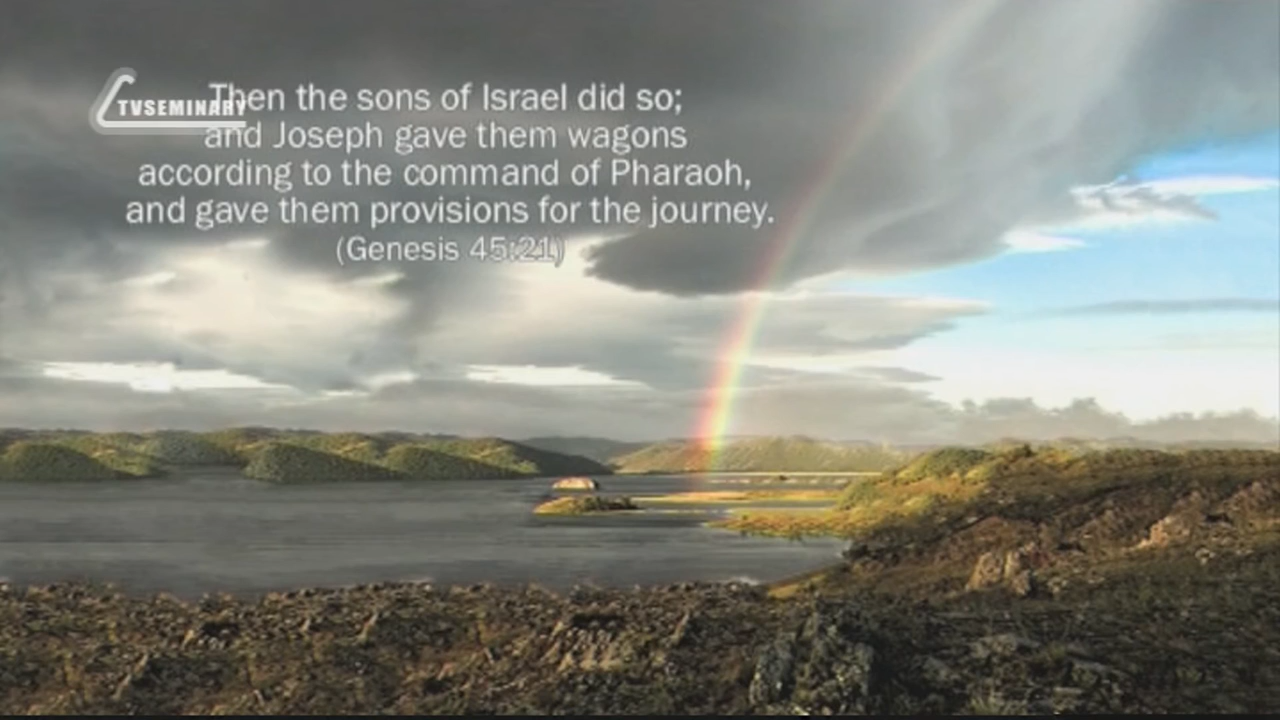 TVSEMINARY
Then the sons of Israel did so;
and Joseph gave them wagons
according to the command of Pharaoh,
and gave them provisions for the journey.
(Genesis 45:21)